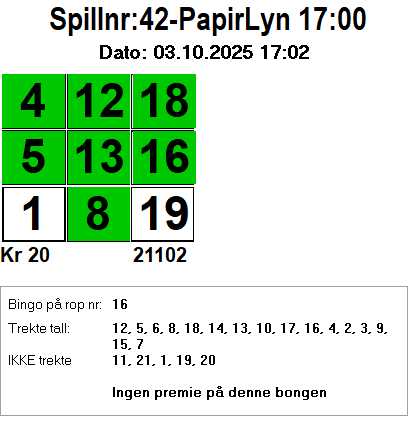 Spillnr:42-PapirLyn 17:00
Dato: 03.10.2025 17:02
4 12 18
5 13 16
1 8 19
Kr 20 21102
Bingo på rop nr: 16
Trekte tall: 12, 5, 6, 8, 18, 14, 13, 10, 17, 16, 4, 2, 3, 9,
15, 7
IKKE trekte 11, 21, 1, 19, 20
Ingen premie på denne bongen